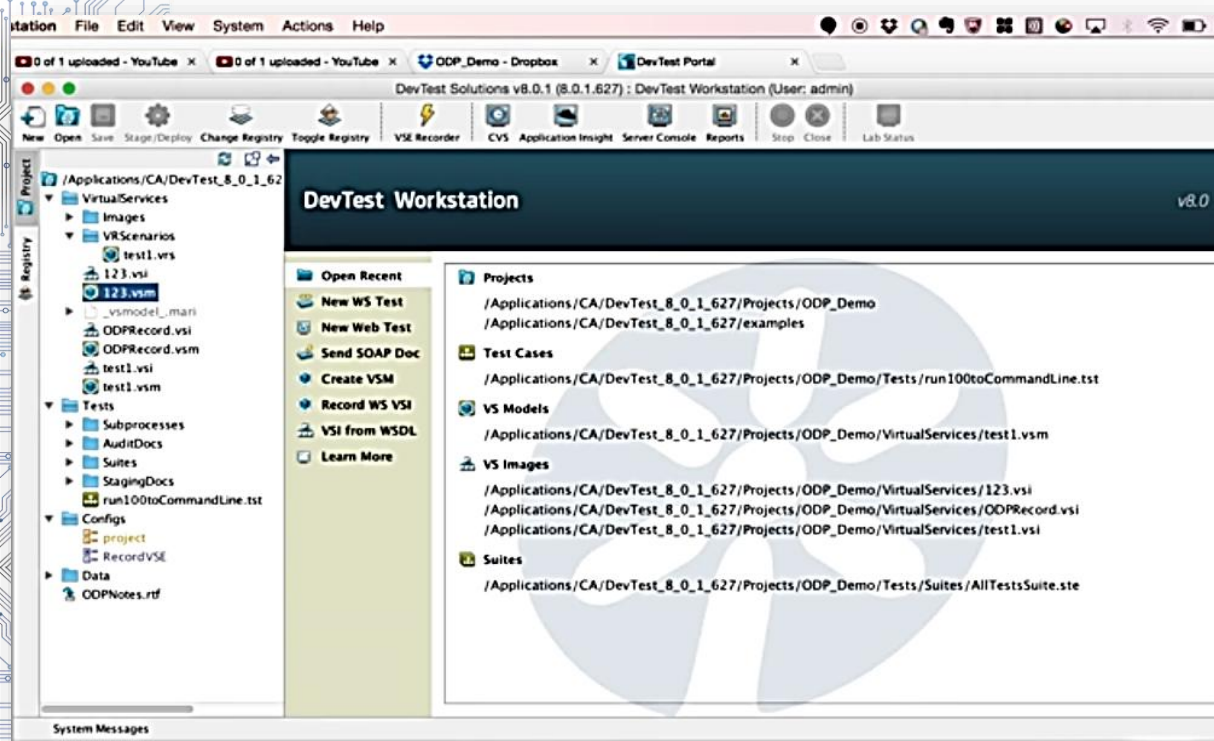 station File Edit View System Actions Help
0 of 1 uploaded - YouTube × 0 of 1 uploaded - YouTube × ODP_Demo - Dropbox × DevTest Portal ×
DevTest Solutions v8.0.1 (8.0.1.627) : DevTest Workstation (User: admin)
New Open Save Stage/Deploy Change Registry Toggle Registry VSE Recorder CVS Application Insight Server Console Reports Stop Close Lab Status
Project
Registry
/Applications/CA/DevTest_8_0_1_62
VirtualServices
Images
VRScenarios
test1.vrs
123.vsi
123.vsm
_vsmodel_.mari
ODPRecord.vsi
ODPRecord.vsm
test1.vsi
test1.vsm
Tests
Subprocesses
AuditDocs
Suites
StagingDocs
run100toCommandLine.tst
Configs
project
RecordVSE
Data
ODPNotes.rtf
DevTest Workstation
v8.0
Open Recent
New WS Test
New Web Test
Send SOAP Doc
Create VSM
Record WS VSI
VSI from WSDL
Learn More
Projects
/Applications/CA/DevTest_8_0_1_627/Projects/ODP_Demo
/Applications/CA/DevTest_8_0_1_627/examples
Test Cases
/Applications/CA/DevTest_8_0_1_627/Projects/ODP_Demo/Tests/run100toCommandLine.tst
VS Models
/Applications/CA/DevTest_8_0_1_627/Projects/ODP_Demo/VirtualServices/test1.vsm
VS Images
/Applications/CA/DevTest_8_0_1_627/Projects/ODP_Demo/VirtualServices/123.vsi
/Applications/CA/DevTest_8_0_1_627/Projects/ODP_Demo/VirtualServices/ODPRecord.vsi
/Applications/CA/DevTest_8_0_1_627/Projects/ODP_Demo/VirtualServices/test1.vsi
Suites
/Applications/CA/DevTest_8_0_1_627/Projects/ODP_Demo/Tests/Suites/AllTestsSuite.ste
System Messages